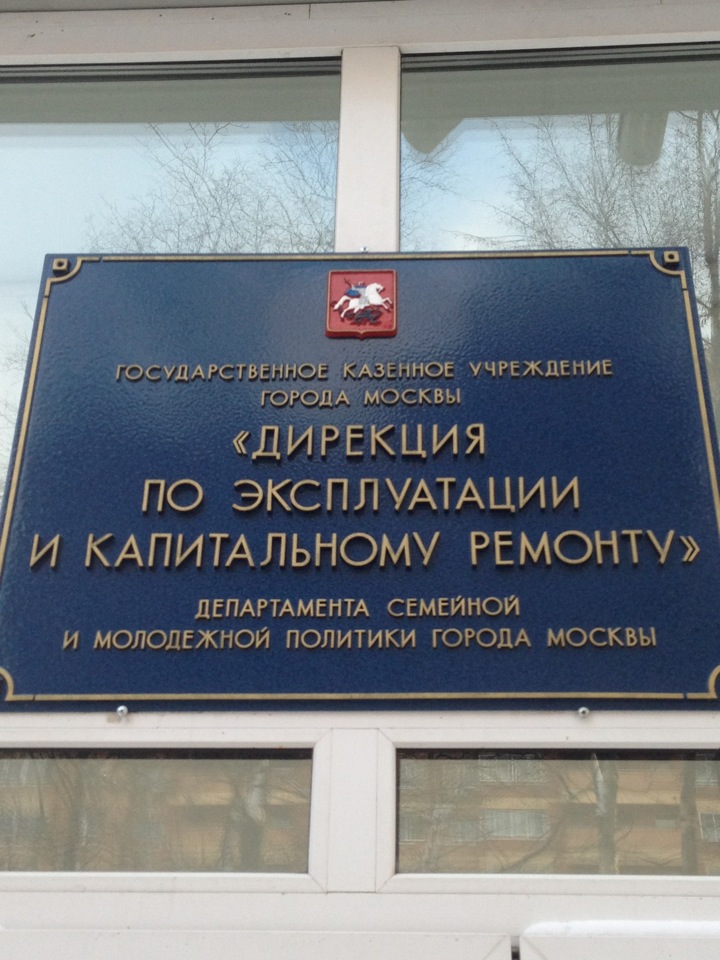 ГОСУДАРСТВЕННОЕ КАЗЕННОЕ УЧРЕЖДЕНИЕ
ГОРОДА МОСКВЫ
«ДИРЕКЦИЯ
ПО ЭКСПЛУАТАЦИИ
И КАПИТАЛЬНОМУ РЕМОНТУ»
ДЕПАРТАМЕНТА СЕМЕЙНОЙ
И МОЛОДЕЖНОЙ ПОЛИТИКИ ГОРОДА МОСКВЫ